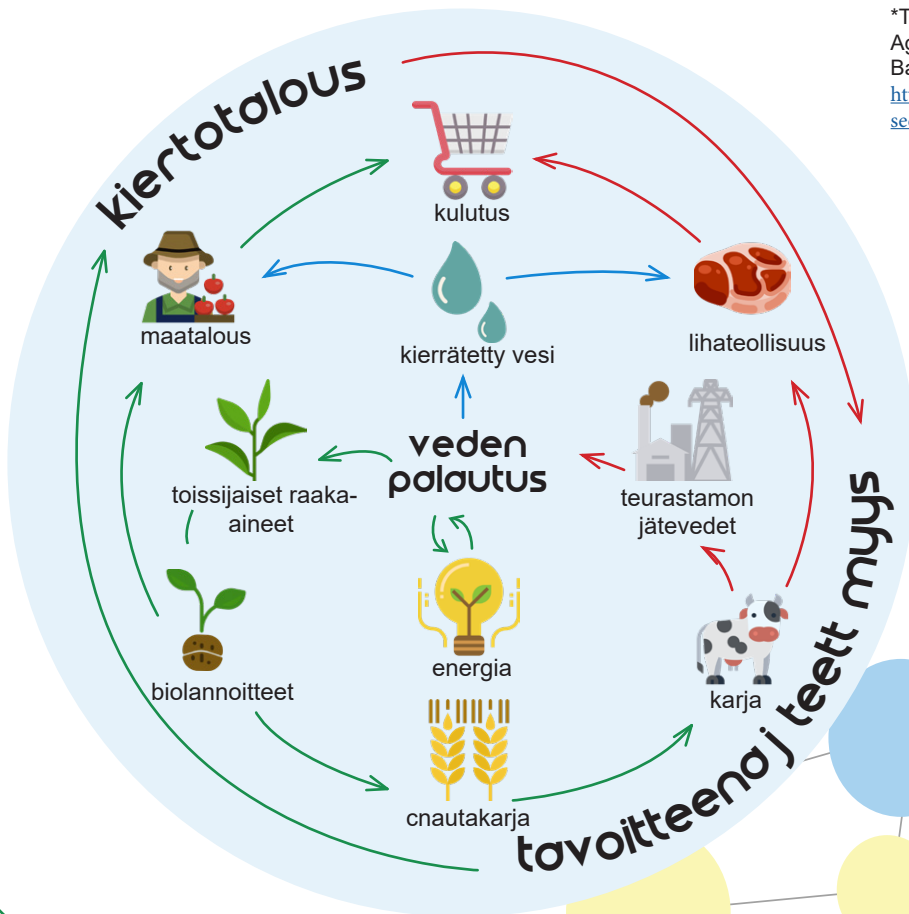 *T
Ag
Ba
ht
se
kiertotalous
kulutus
maatalous
kierrätetty vesi
lihateollisuus
veden
palautus
toissijaiset raaka-
aineet
teurastamon
jätevedet
biolannoitteet
energia
karja
cnautakarja
tavoitteena j teett myys